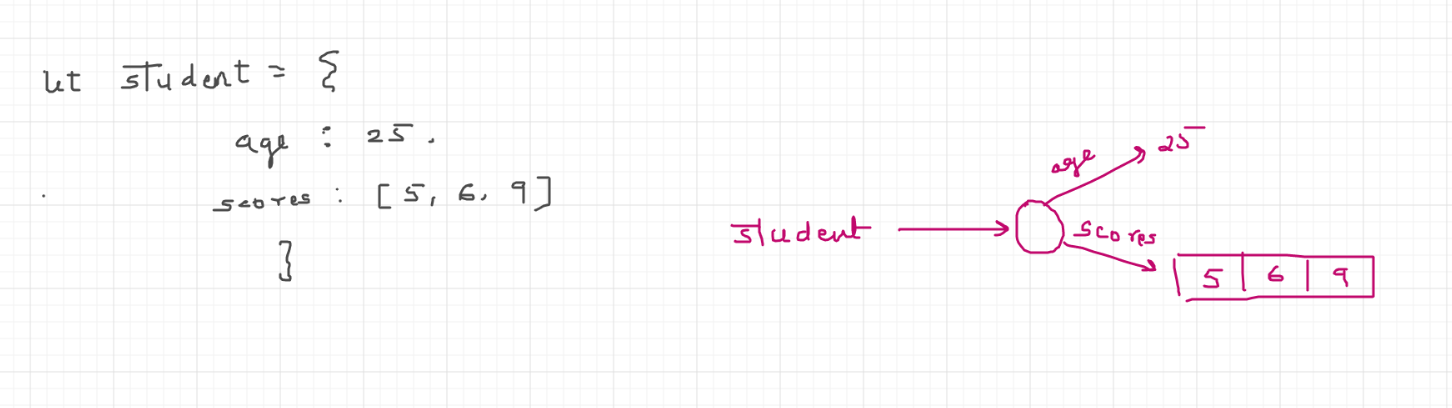 let student = {
age : 25.
scores : [5, 6, 9]
}
student
age
25
scores
5 6 9